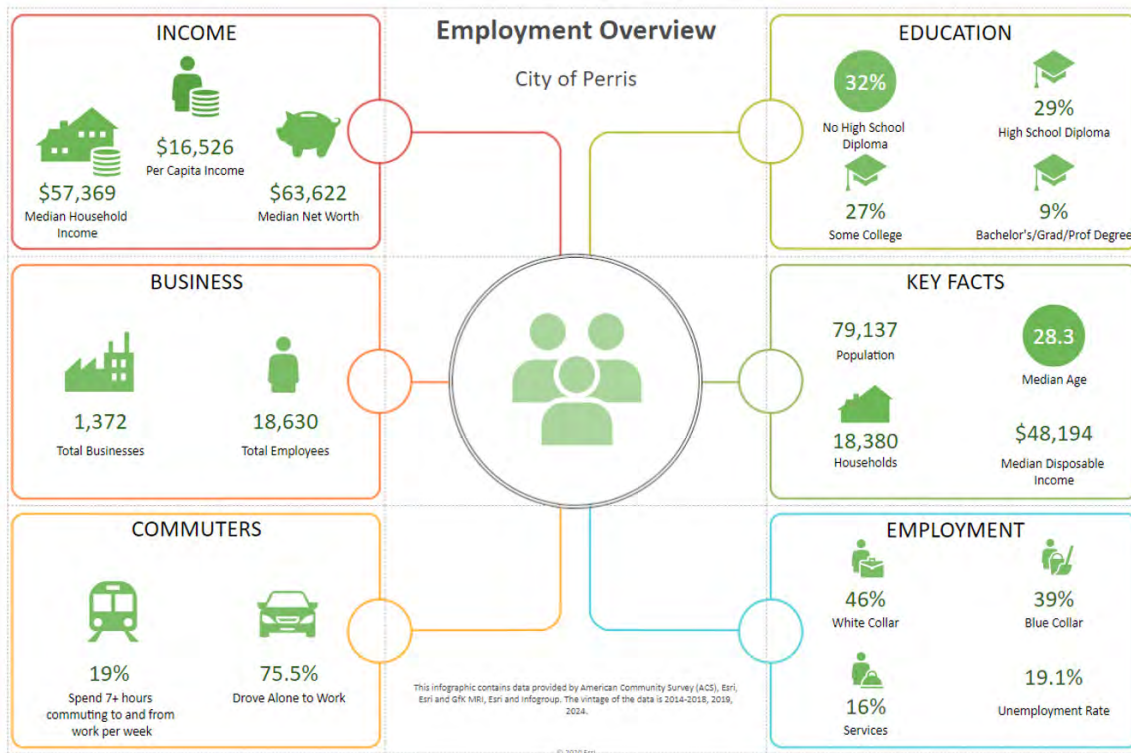 Employment Overview
City of Perris
INCOME
$16,526
Per Capita Income
$57,369
Median Household
Income
$63,622
Median Net Worth
EDUCATION
32%
No High School
Diploma
29%
High School Diploma
27%
Some College
9%
Bachelor's/Grad/Prof Degree
BUSINESS
1,372
Total Businesses
18,630
Total Employees
KEY FACTS
79,137
Population
28.3
Median Age
18,380
Households
$48,194
Median Disposable
Income
COMMUTERS
19%
Spend 7+ hours
commuting to and from
work per week
75.5%
Drove Alone to Work
EMPLOYMENT
46%
White Collar
39%
Blue Collar
16%
Services
19.1%
Unemployment Rate
This infographic contains data provided by American Community Survey (ACS), Esri,
Esri and GfK MRI, Esri and Infogroup. The vintage of the data is 2014-2018, 2019,
2024.
© 2020 Esri